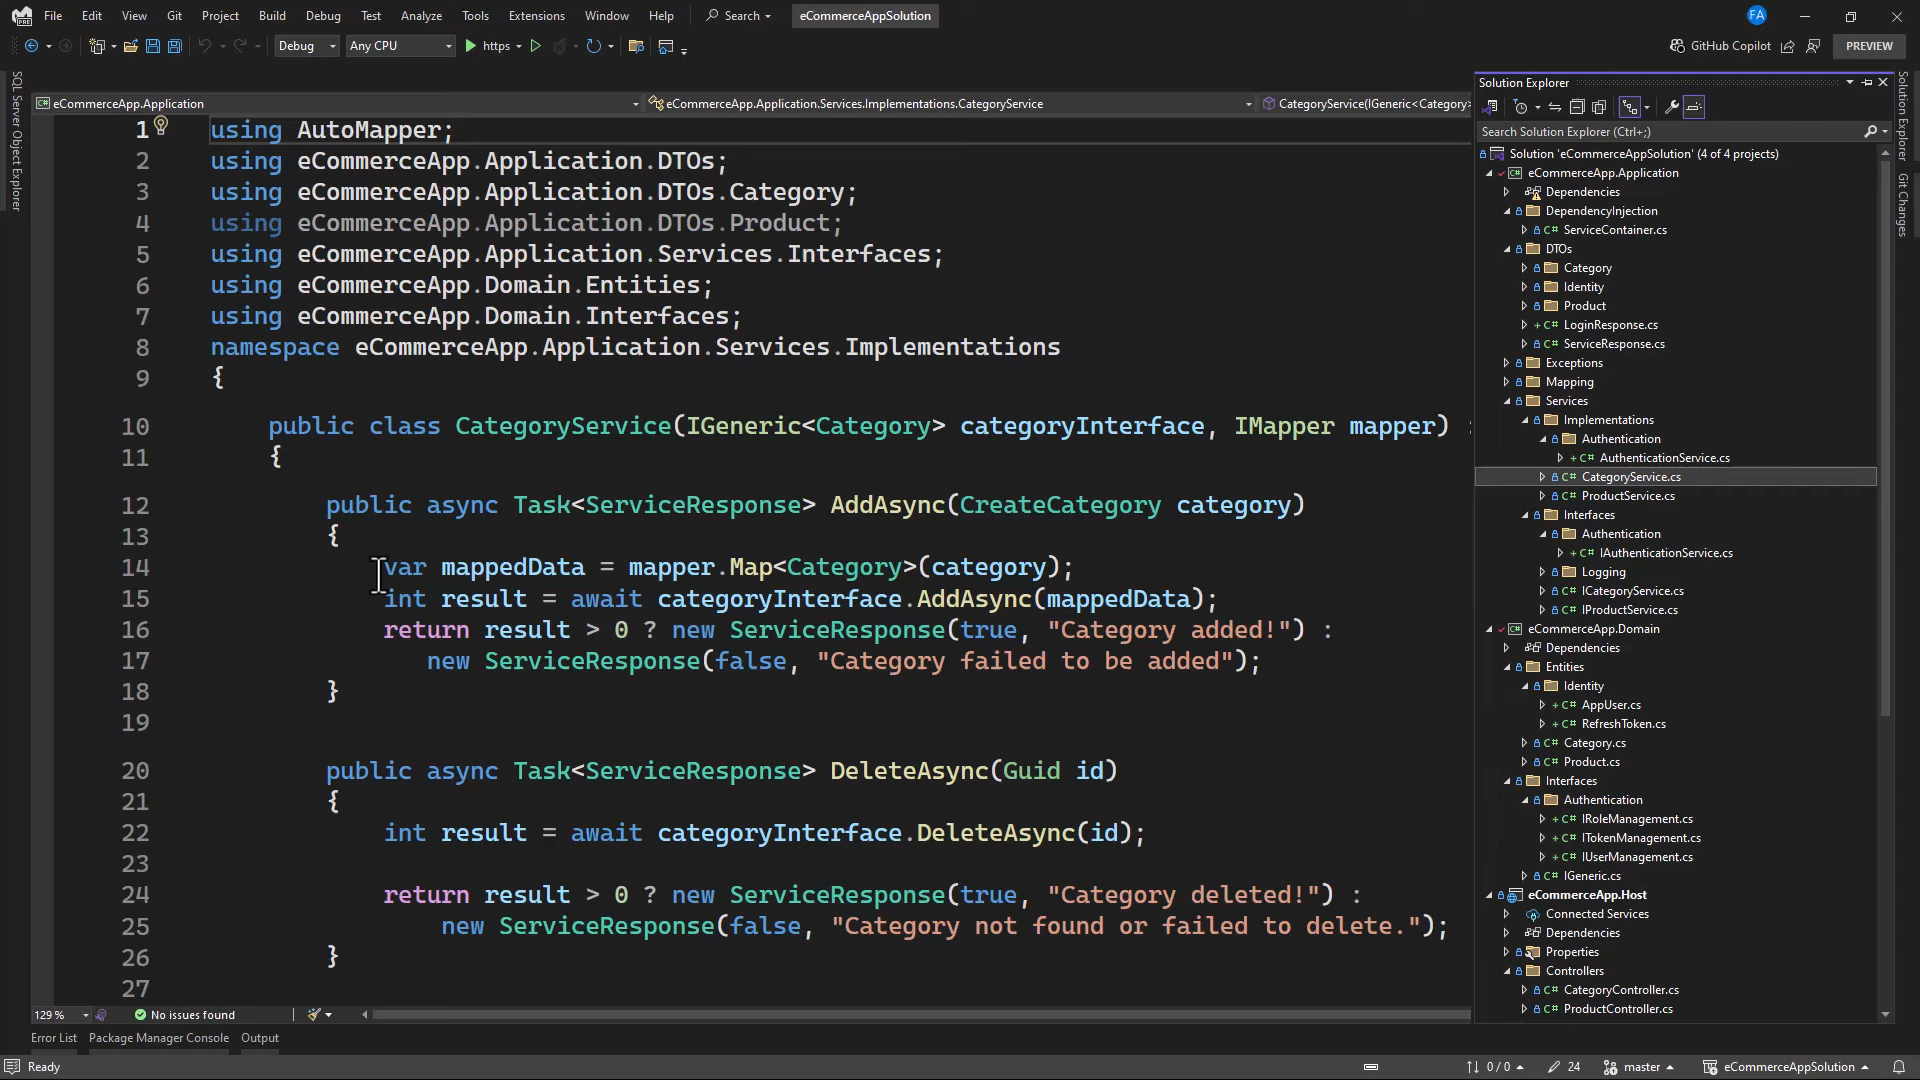 File Edit View Git Project Build Debug Test Analyze Tools Extensions Window Help Search eCommerceAppSolution FA
Debug Any CPU https GitHub Copilot PREVIEW
SQL Server Object Explorer
eCommerceApp.Application eCommerceApp.Application.Services.Implementations.CategoryService CategoryService(IGeneric<Category>
1 using AutoMapper;
2 using eCommerceApp.Application.DTOs;
3 using eCommerceApp.Application.DTOs.Category;
4 using eCommerceApp.Application.DTOs.Product;
5 using eCommerceApp.Application.Services.Interfaces;
6 using eCommerceApp.Domain.Entities;
7 using eCommerceApp.Domain.Interfaces;
8 namespace eCommerceApp.Application.Services.Implementations
9 {
10 public class CategoryService(IGeneric<Category> categoryInterface, IMapper mapper) :
11 {
12 public async Task<ServiceResponse> AddAsync(CreateCategory category)
13 {
14 var mappedData = mapper.Map<Category>(category);
15 int result = await categoryInterface.AddAsync(mappedData);
16 return result > 0 ? new ServiceResponse(true, "Category added!") :
17 new ServiceResponse(false, "Category failed to be added");
18 }
19
20 public async Task<ServiceResponse> DeleteAsync(Guid id)
21 {
22 int result = await categoryInterface.DeleteAsync(id);
23
24 return result > 0 ? new ServiceResponse(true, "Category deleted!") :
25 new ServiceResponse(false, "Category not found or failed to delete.");
26 }
27
129 % No issues found
Error List Package Manager Console Output
Solution Explorer
Search Solution Explorer (Ctrl+;)
Solution 'eCommerceAppSolution' (4 of 4 projects)
eCommerceApp.Application
Dependencies
DependencyInjection
C# ServiceContainer.cs
DTOs
Category
Identity
Product
+ C# LoginResponse.cs
C# ServiceResponse.cs
Exceptions
Mapping
Services
Implementations
Authentication
+ C# AuthenticationService.cs
C# CategoryService.cs
C# ProductService.cs
Interfaces
Authentication
+ C# IAuthenticationService.cs
Logging
C# ICategoryService.cs
C# IProductService.cs
eCommerceApp.Domain
Dependencies
Entities
Identity
+ C# AppUser.cs
+ C# RefreshToken.cs
C# Category.cs
C# Product.cs
Interfaces
Authentication
+ C# IRoleManagement.cs
+ C# ITokenManagement.cs
+ C# IUserManagement.cs
C# IGeneric.cs
eCommerceApp.Host
Connected Services
Dependencies
Properties
Controllers
C# CategoryController.cs
C# ProductController.cs
Solution Explorer
Git Changes
Ready 0 / 0 24 master eCommerceAppSolution